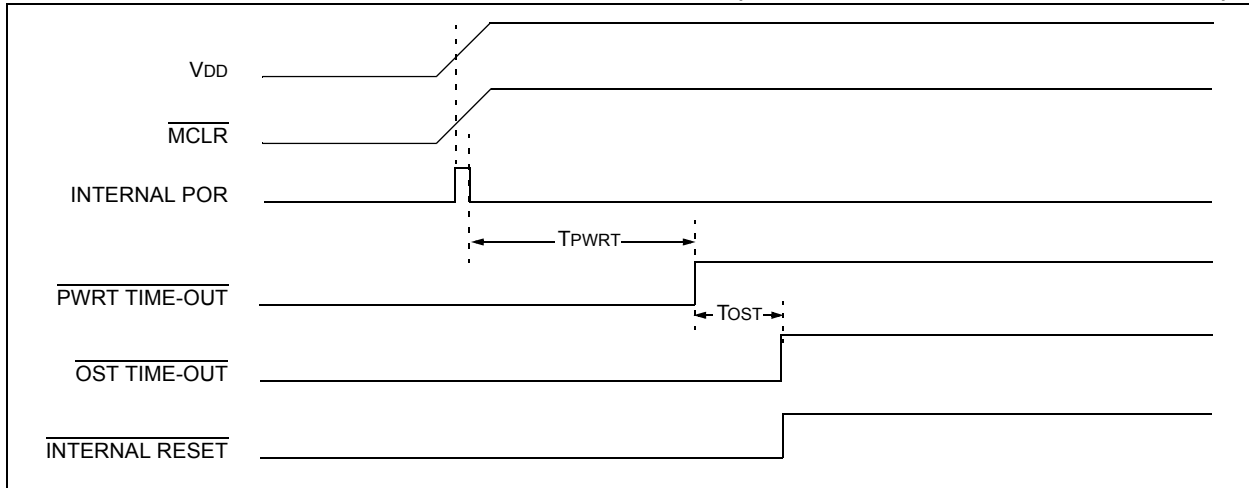 VDD
MCLR
INTERNAL POR
TPWRT
PWRT TIME-OUT
TOST
OST TIME-OUT
INTERNAL RESET